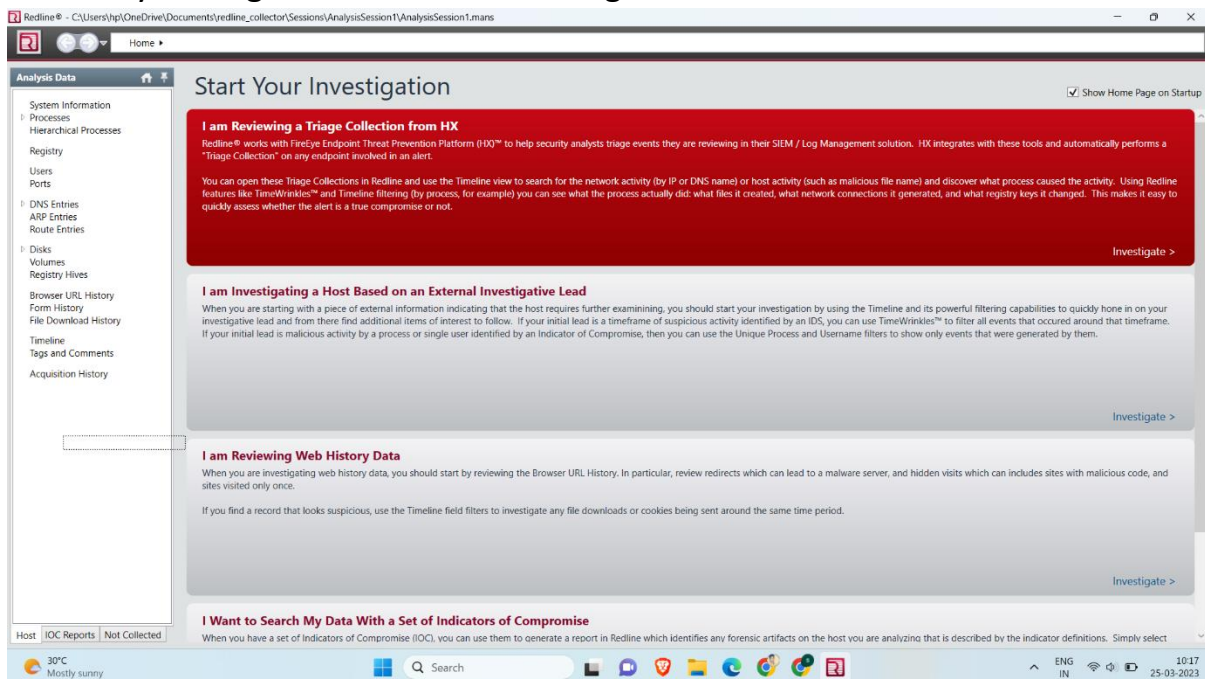 Redline® - C:\Users\hp\OneDrive\Documents\redline_collector\Sessions\AnalysisSession1\AnalysisSession1.mans
Home
Analysis Data
System Information
Processes
Hierarchical Processes
Registry
Users
Ports
DNS Entries
ARP Entries
Route Entries
Disks
Volumes
Registry Hives
Browser URL History
Form History
File Download History
Timeline
Tags and Comments
Acquisition History
Host IOC Reports Not Collected
Start Your Investigation
Show Home Page on Startup
I am Reviewing a Triage Collection from HX
Redline® works with FireEye Endpoint Threat Prevention Platform (HX)™ to help security analysts triage events they are reviewing in their SIEM / Log Management solution. HX integrates with these tools and automatically performs a
"Triage Collection" on any endpoint involved in an alert.
You can open these Triage Collections in Redline and use the Timeline view to search for the network activity (by IP or DNS name) or host activity (such as malicious file name) and discover what process caused the activity. Using Redline
features like TimeWrinkles™ and Timeline filtering (by process, for example) you can see what the process actually did: what files it created, what network connections it generated, and what registry keys it changed. This makes it easy to
quickly assess whether the alert is a true compromise or not.
Investigate >
I am Investigating a Host Based on an External Investigative Lead
When you are starting with a piece of external information indicating that the host requires further examinining, you should start your investigation by using the Timeline and its powerful filtering capabilities to quickly hone in on your
investigative lead and from there find additional items of interest to follow. If your initial lead is a timeframe of suspicious activity identified by an IDS, you can use TimeWrinkles™ to filter all events that occured around that timeframe.
If your initial lead is malicious activity by a process or single user identified by an Indicator of Compromise, then you can use the Unique Process and Username filters to show only events that were generated by them.
Investigate >
I am Reviewing Web History Data
When you are investigating web history data, you should start by reviewing the Browser URL History. In particular, review redirects which can lead to a malware server, and hidden visits which can includes sites with malicious code, and
sites visited only once.
If you find a record that looks suspicious, use the Timeline field filters to investigate any file downloads or cookies being sent around the same time period.
Investigate >
I Want to Search My Data With a Set of Indicators of Compromise
When you have a set of Indicators of Compromise (IOC), you can use them to generate a report in Redline which identifies any forensic artifacts on the host you are analyzing that is described by the indicator definitions. Simply select
30°C
Mostly sunny
Search
ENG
IN
10:17
25-03-2023